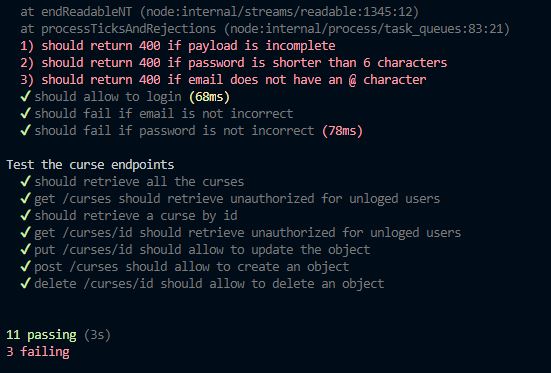 at endReadableNT (node:internal/streams/readable:1345:12)
at processTicksAndRejections (node:internal/process/task_queues:83:21)
1) should return 400 if payload is incomplete
2) should return 400 if password is shorter than 6 characters
3) should return 400 if email does not have an @ character
✓ should allow to login (68ms)
✓ should fail if email is not incorrect
✓ should fail if password is not incorrect (78ms)
Test the curse endpoints
✓ should retrieve all the curses
✓ get /curses should retrieve unauthorized for unloged users
✓ should retrieve a curse by id
✓ get /curses/id should retrieve unauthorized for unloged users
✓ put /curses/id should allow to update the object
✓ post /curses should allow to create an object
✓ delete /curses/id should allow to delete an object
11 passing (3s)
3 failing